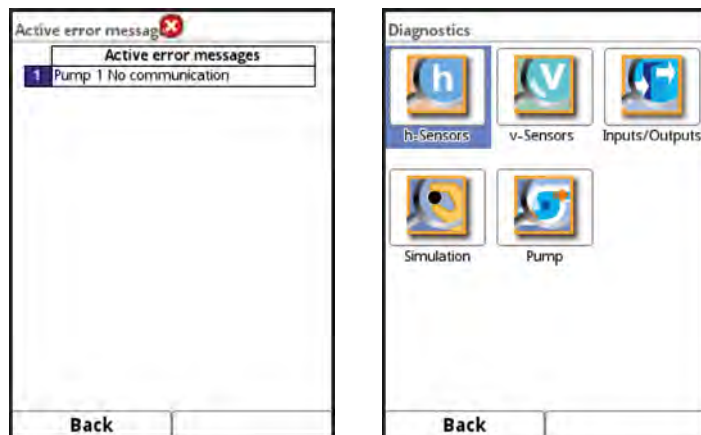 Active error messag
Active error messages
1 Pump 1 No communication
Back
Diagnostics
h
V
h-Sensors
v-Sensors
Inputs/Outputs
Simulation
Pump
Back